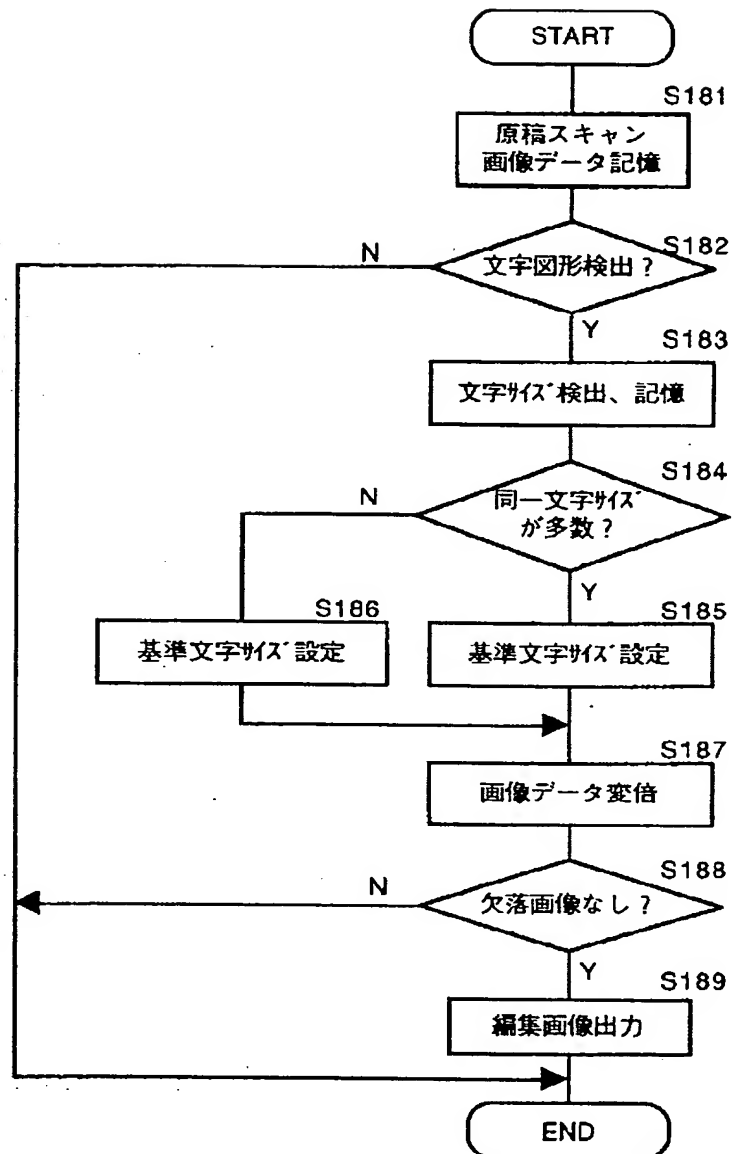 START
S181
原稿スキャン
画像データ記憶
S182
文字図形検出？
N
Y
S183
文字ｻｲｽﾞ検出、記憶
S184
同一文字ｻｲｽﾞ
が多数？
N
Y
S186
基準文字ｻｲｽﾞ設定
S185
基準文字ｻｲｽﾞ設定
S187
画像データ変倍
S188
欠落画像なし？
N
Y
S189
編集画像出力
END